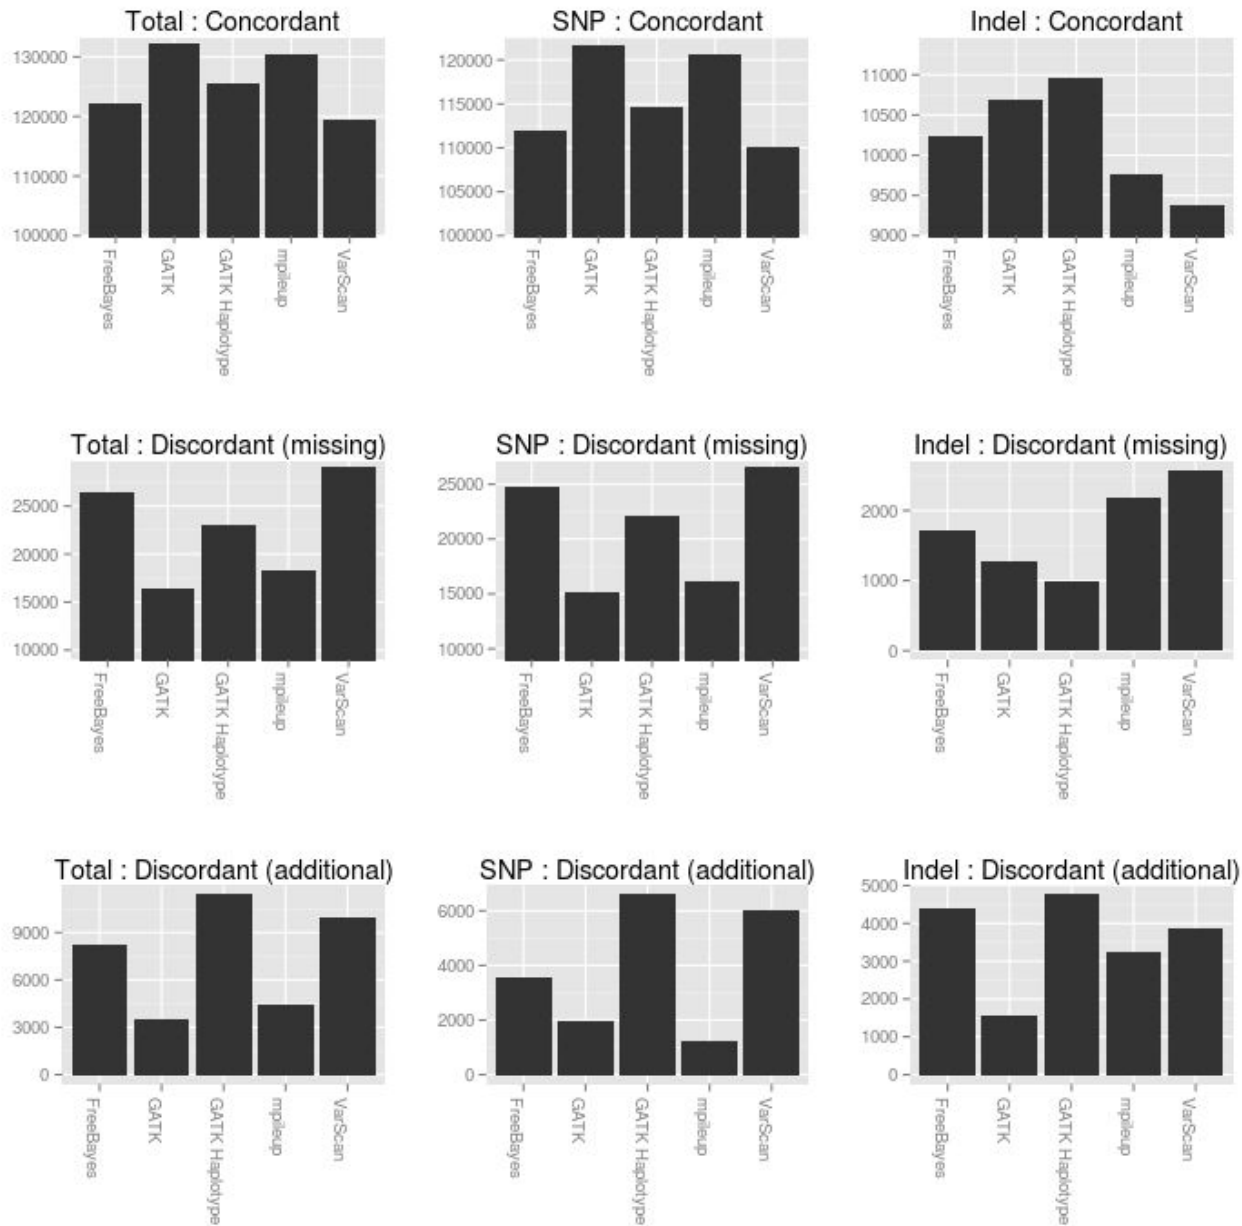 Total : Concordant
130000
120000
110000
100000
FreeBayes
GATK
GATK Haplotype
mpileup
VarScan
SNP : Concordant
120000
115000
110000
105000
100000
FreeBayes
GATK
GATK Haplotype
mpileup
VarScan
Indel : Concordant
11000
10500
10000
9500
9000
FreeBayes
GATK
GATK Haplotype
mpileup
VarScan
Total : Discordant (missing)
25000
20000
15000
10000
FreeBayes
GATK
GATK Haplotype
mpileup
VarScan
SNP : Discordant (missing)
25000
20000
15000
10000
FreeBayes
GATK
GATK Haplotype
mpileup
VarScan
Indel : Discordant (missing)
2000
1000
0
FreeBayes
GATK
GATK Haplotype
mpileup
VarScan
Total : Discordant (additional)
9000
6000
3000
0
FreeBayes
GATK
GATK Haplotype
mpileup
VarScan
SNP : Discordant (additional)
6000
4000
2000
0
FreeBayes
GATK
GATK Haplotype
mpileup
VarScan
Indel : Discordant (additional)
5000
4000
3000
2000
1000
0
FreeBayes
GATK
GATK Haplotype
mpileup
VarScan